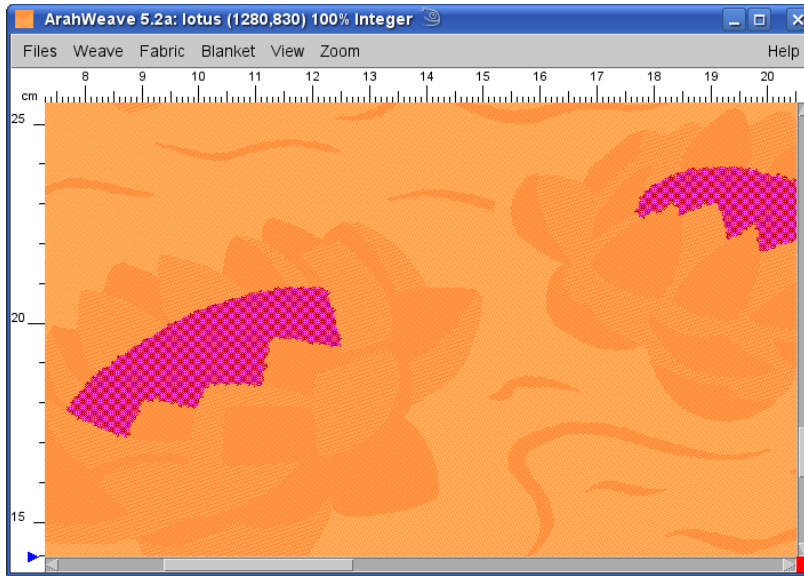 ArahWeave 5.2a: lotus (1280,830) 100% Integer
Files Weave Fabric Blanket View Zoom Help
8 9 10 11 12 13 14 15 16 17 18 19 20
cm
25
20
15